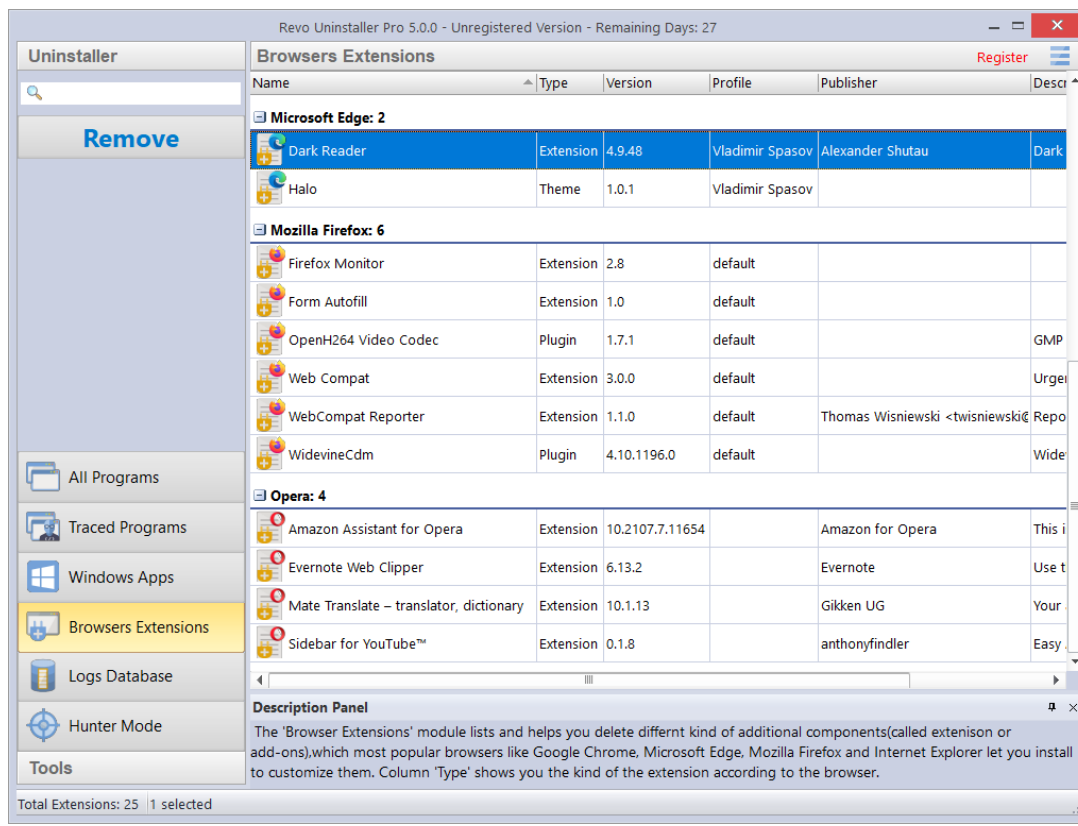 Revo Uninstaller Pro 5.0.0 - Unregistered Version - Remaining Days: 27
Uninstaller
Remove
All Programs
Traced Programs
Windows Apps
Browsers Extensions
Logs Database
Hunter Mode
Tools
Browsers Extensions Register
Name Type Version Profile Publisher Descr
Microsoft Edge: 2
Dark Reader Extension 4.9.48 Vladimir Spasov Alexander Shutau Dark
Halo Theme 1.0.1 Vladimir Spasov
Mozilla Firefox: 6
Firefox Monitor Extension 2.8 default
Form Autofill Extension 1.0 default
OpenH264 Video Codec Plugin 1.7.1 default GMP
Web Compat Extension 3.0.0 default Urgen
WebCompat Reporter Extension 1.1.0 default Thomas Wisniewski <twisniewski@ Repo
WidevineCdm Plugin 4.10.1196.0 default Wide
Opera: 4
Amazon Assistant for Opera Extension 10.2107.7.11654 Amazon for Opera This i
Evernote Web Clipper Extension 6.13.2 Evernote Use t
Mate Translate – translator, dictionary Extension 10.1.13 Gikken UG Your
Sidebar for YouTube™ Extension 0.1.8 anthonyfindler Easy
Description Panel
The 'Browser Extensions' module lists and helps you delete differnt kind of additional components(called extenison or
add-ons),which most popular browsers like Google Chrome, Microsoft Edge, Mozilla Firefox and Internet Explorer let you install
to customize them. Column 'Type' shows you the kind of the extension according to the browser.
Total Extensions: 25 1 selected